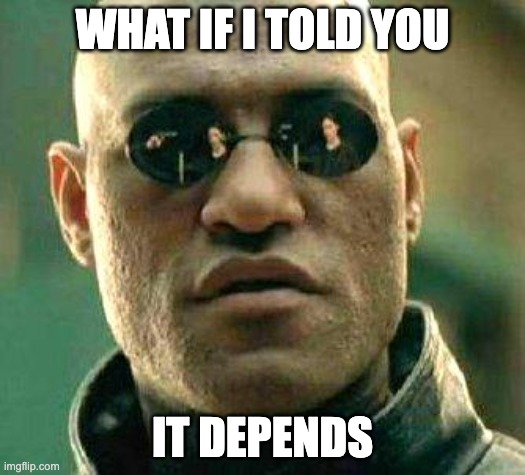 WHAT IF I TOLD YOU
IT DEPENDS
imgflip.com